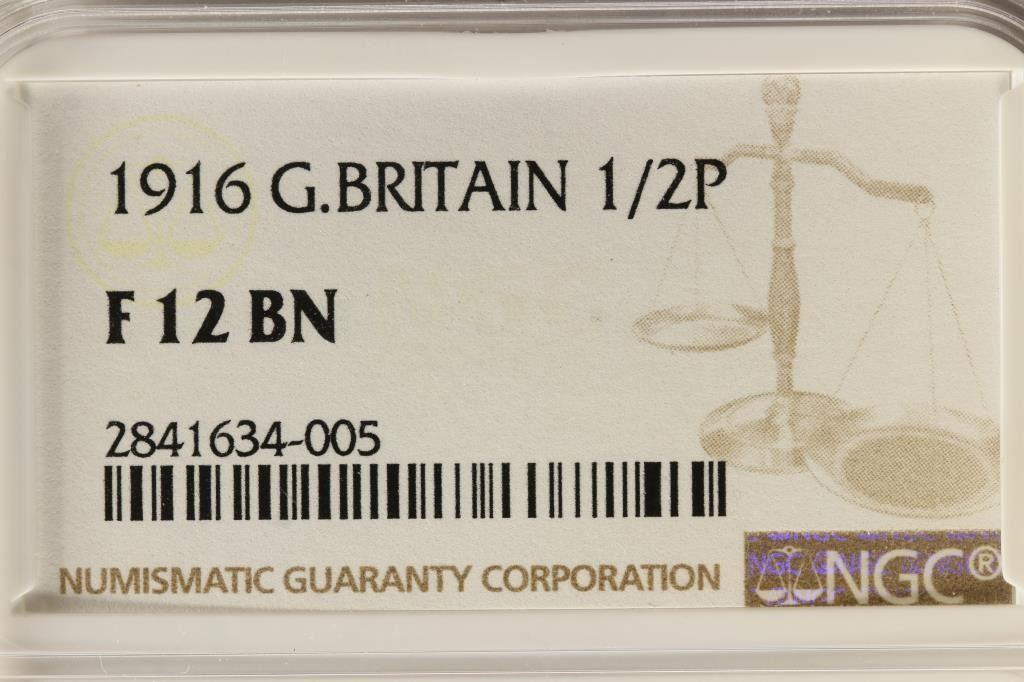 1916 G.BRITAIN 1/2P
F 12 BN
2841634-005
NUMISMATIC GUARANTY CORPORATION
NGC®